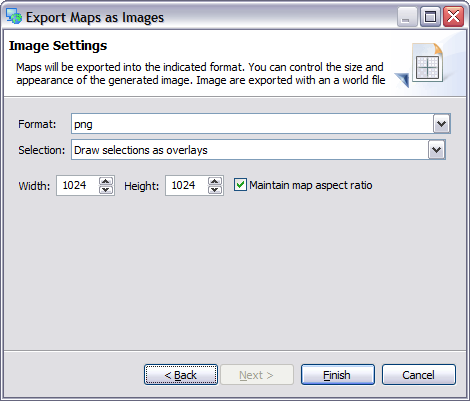 Export Maps as Images
Image Settings
Maps will be exported into the indicated format. You can control the size and
appearance of the generated image. Image are exported with an a world file
Format: png
Selection: Draw selections as overlays
Width: 1024 Height: 1024 Maintain map aspect ratio
< Back Next > Finish Cancel